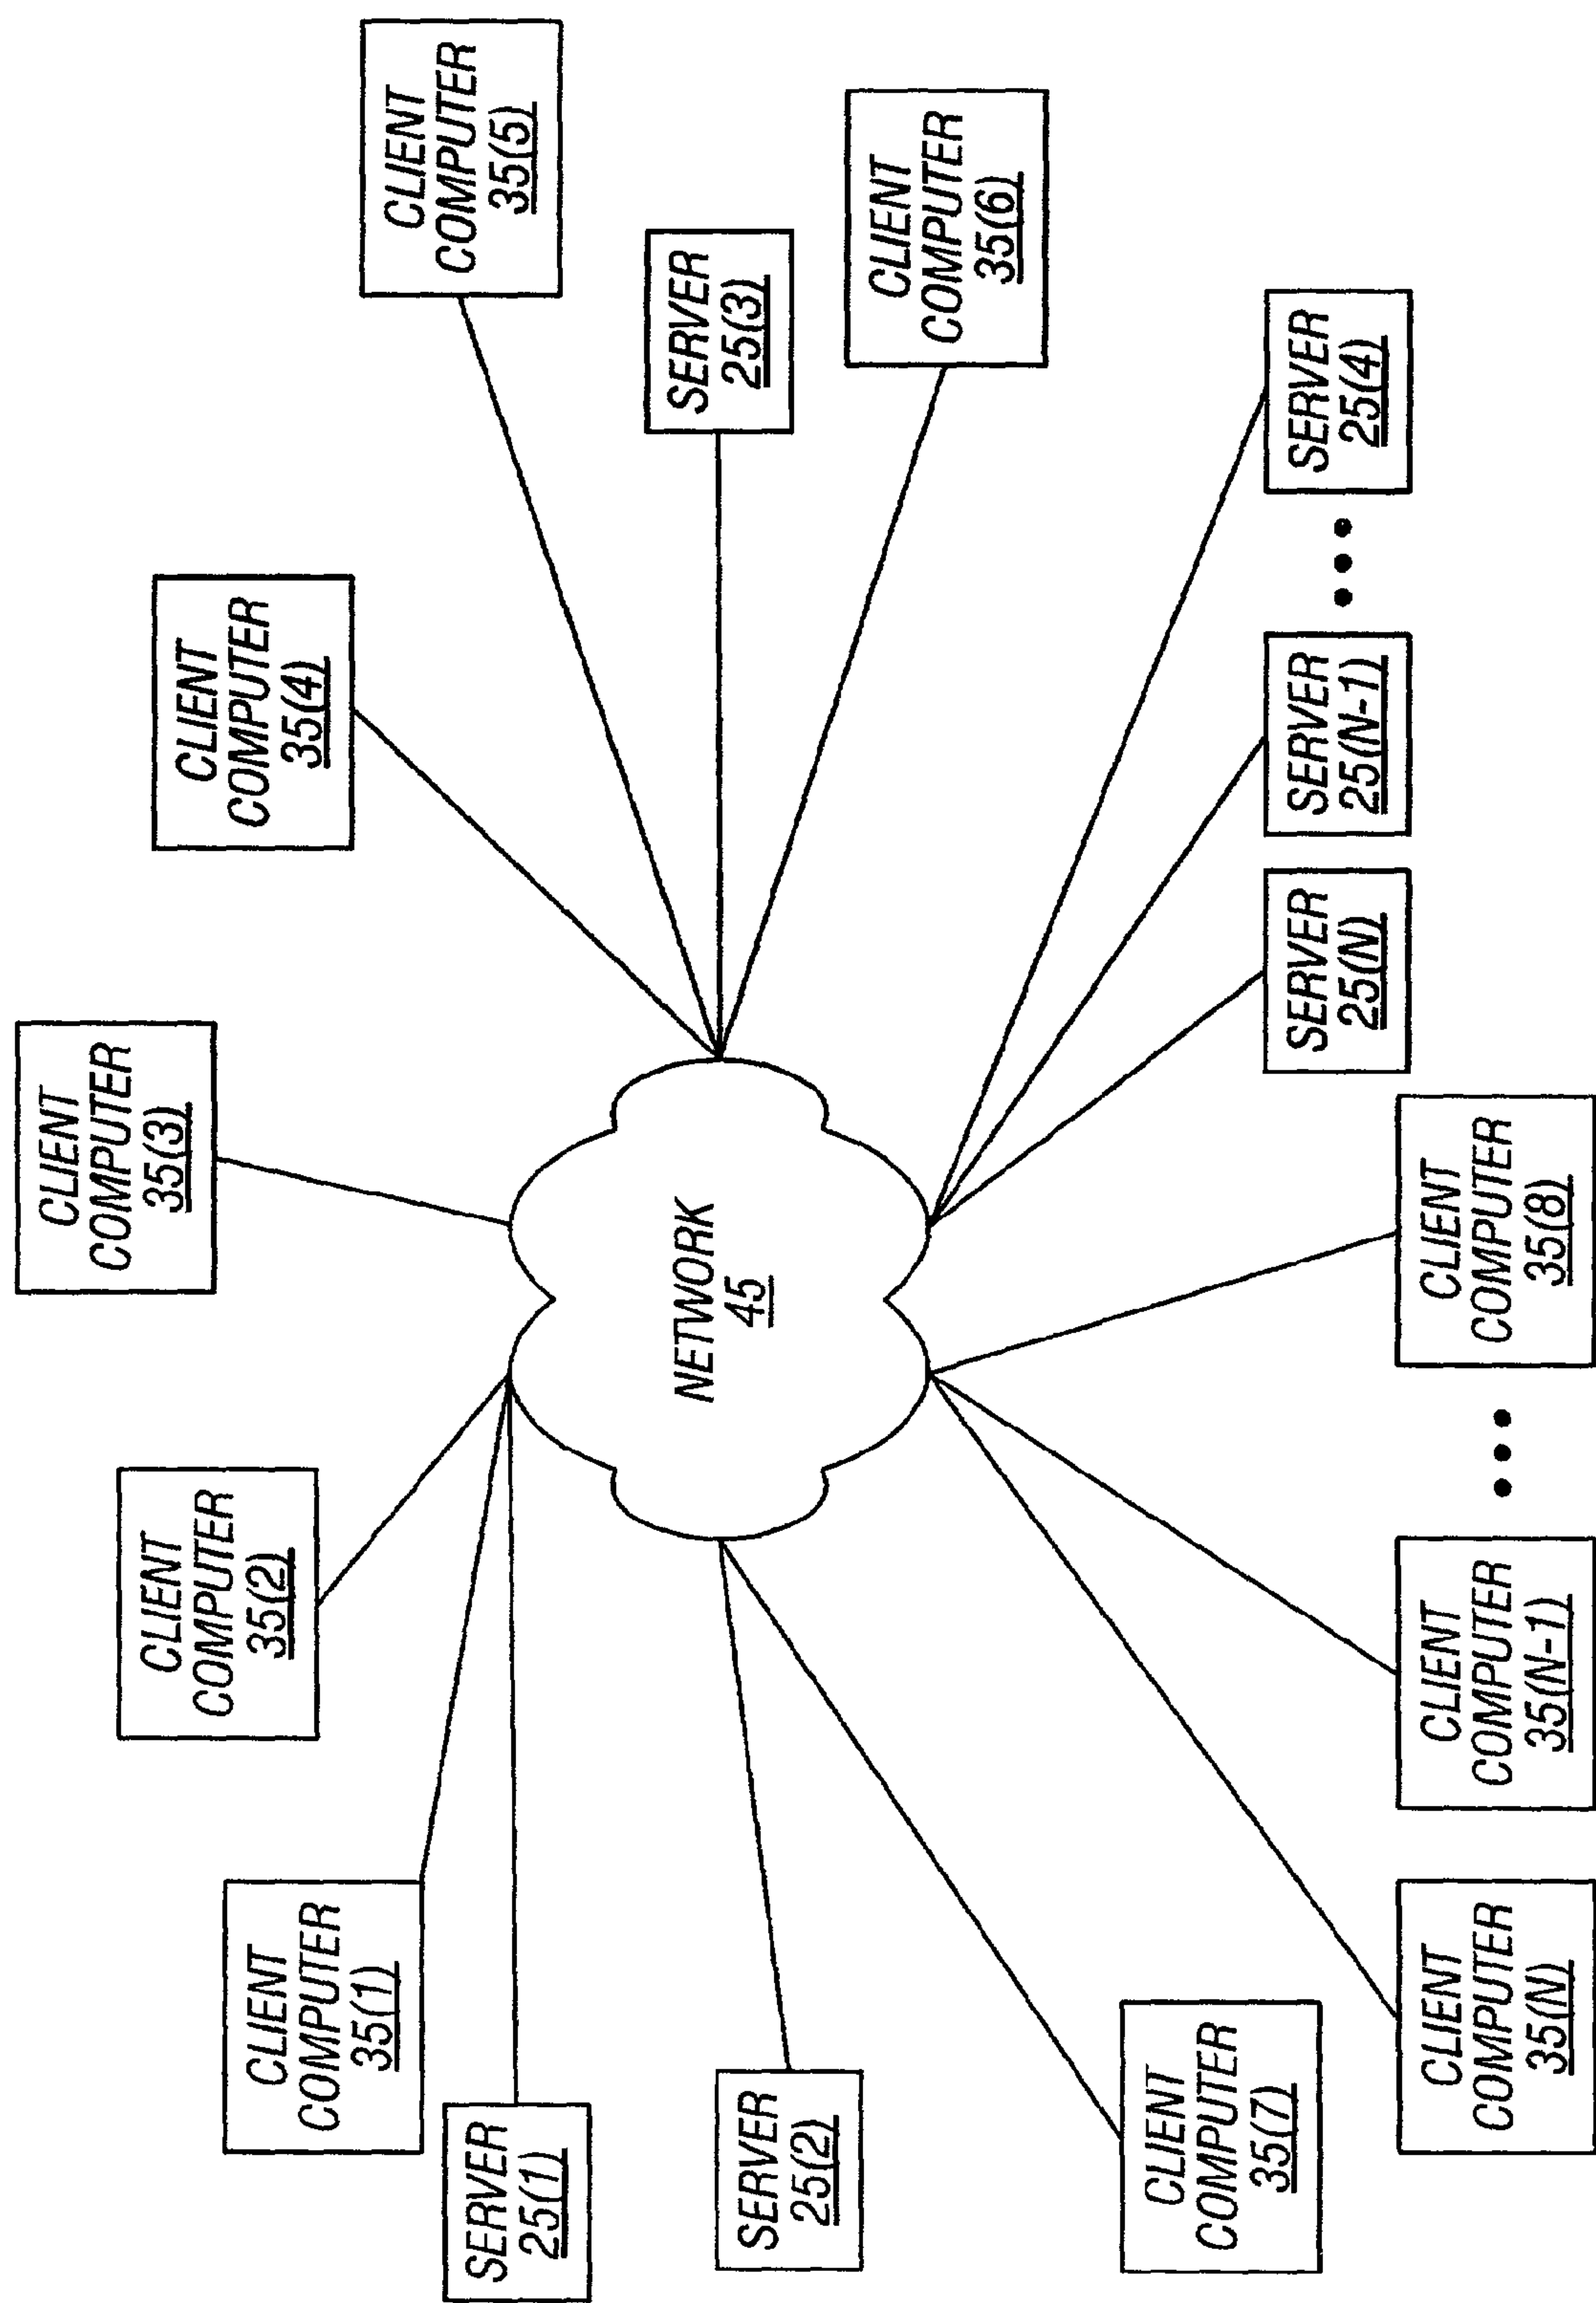 CLIENT
COMPUTER
35(3)
CLIENT
COMPUTER
35(2)
CLIENT
COMPUTER
35(4)
CLIENT
COMPUTER
35(1)
CLIENT
COMPUTER
35(5)
SERVER
25(1)
SERVER
25(3)
NETWORK
45
SERVER
25(2)
CLIENT
COMPUTER
35(6)
CLIENT
COMPUTER
35(7)
SERVER
25(N)
SERVER
25(N-1)
SERVER
25(4)
CLIENT
COMPUTER
35(N)
CLIENT
COMPUTER
35(N-1)
CLIENT
COMPUTER
35(8)